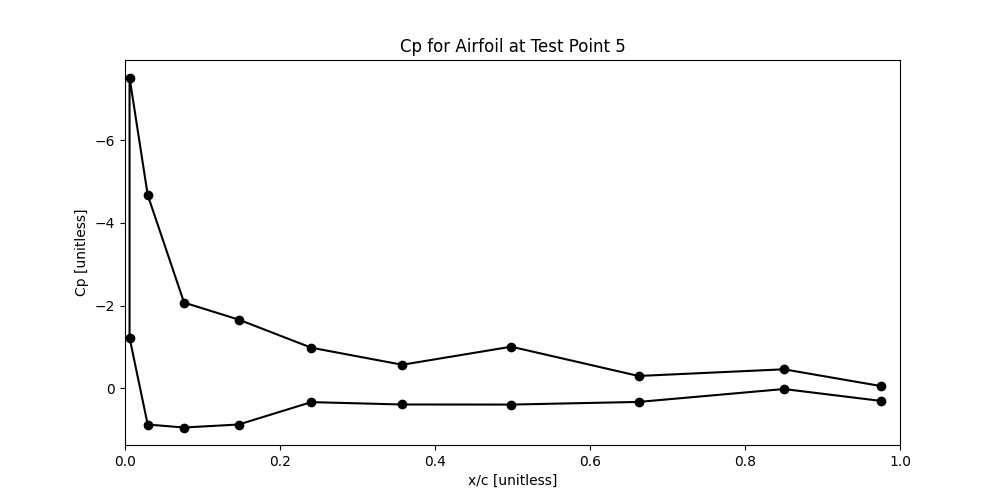 Cp for Airfoil at Test Point 5
−6
−4
−2
0
Cp [unitless]
0.0 0.2 0.4 0.6 0.8 1.0
x/c [unitless]